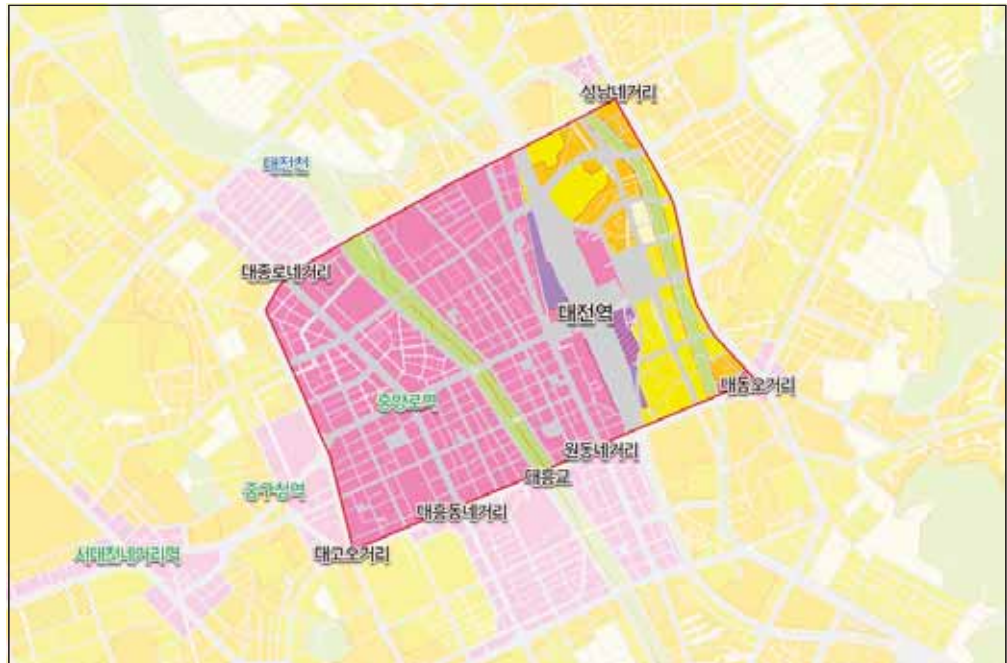 성남네거리
대전천
대종로네거리
대전역
대동오거리
중앙로역
원동네거리
대흥교
중구청역
대흥동네거리
서대전네거리역
대고오거리